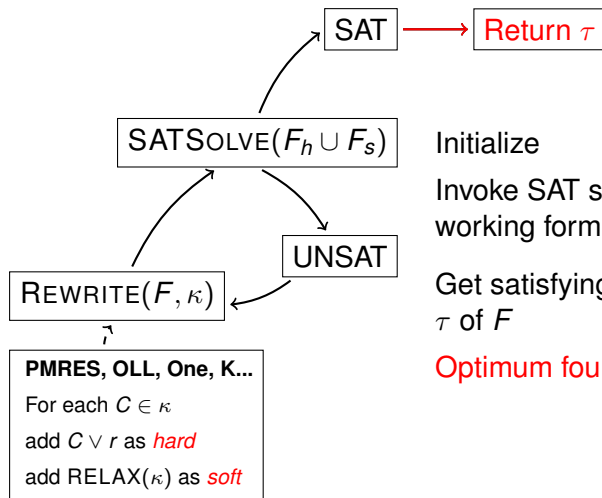 SAT
Return τ
SATSOLVE(F_h ∪ F_s)
UNSAT
REWRITE(F, κ)
PMRES, OLL, One, K...
For each C ∈ κ
add C ∨ r as hard
add RELAX(κ) as soft
Initialize
Invoke SAT s
working form
Get satisfying
τ of F
Optimum fou